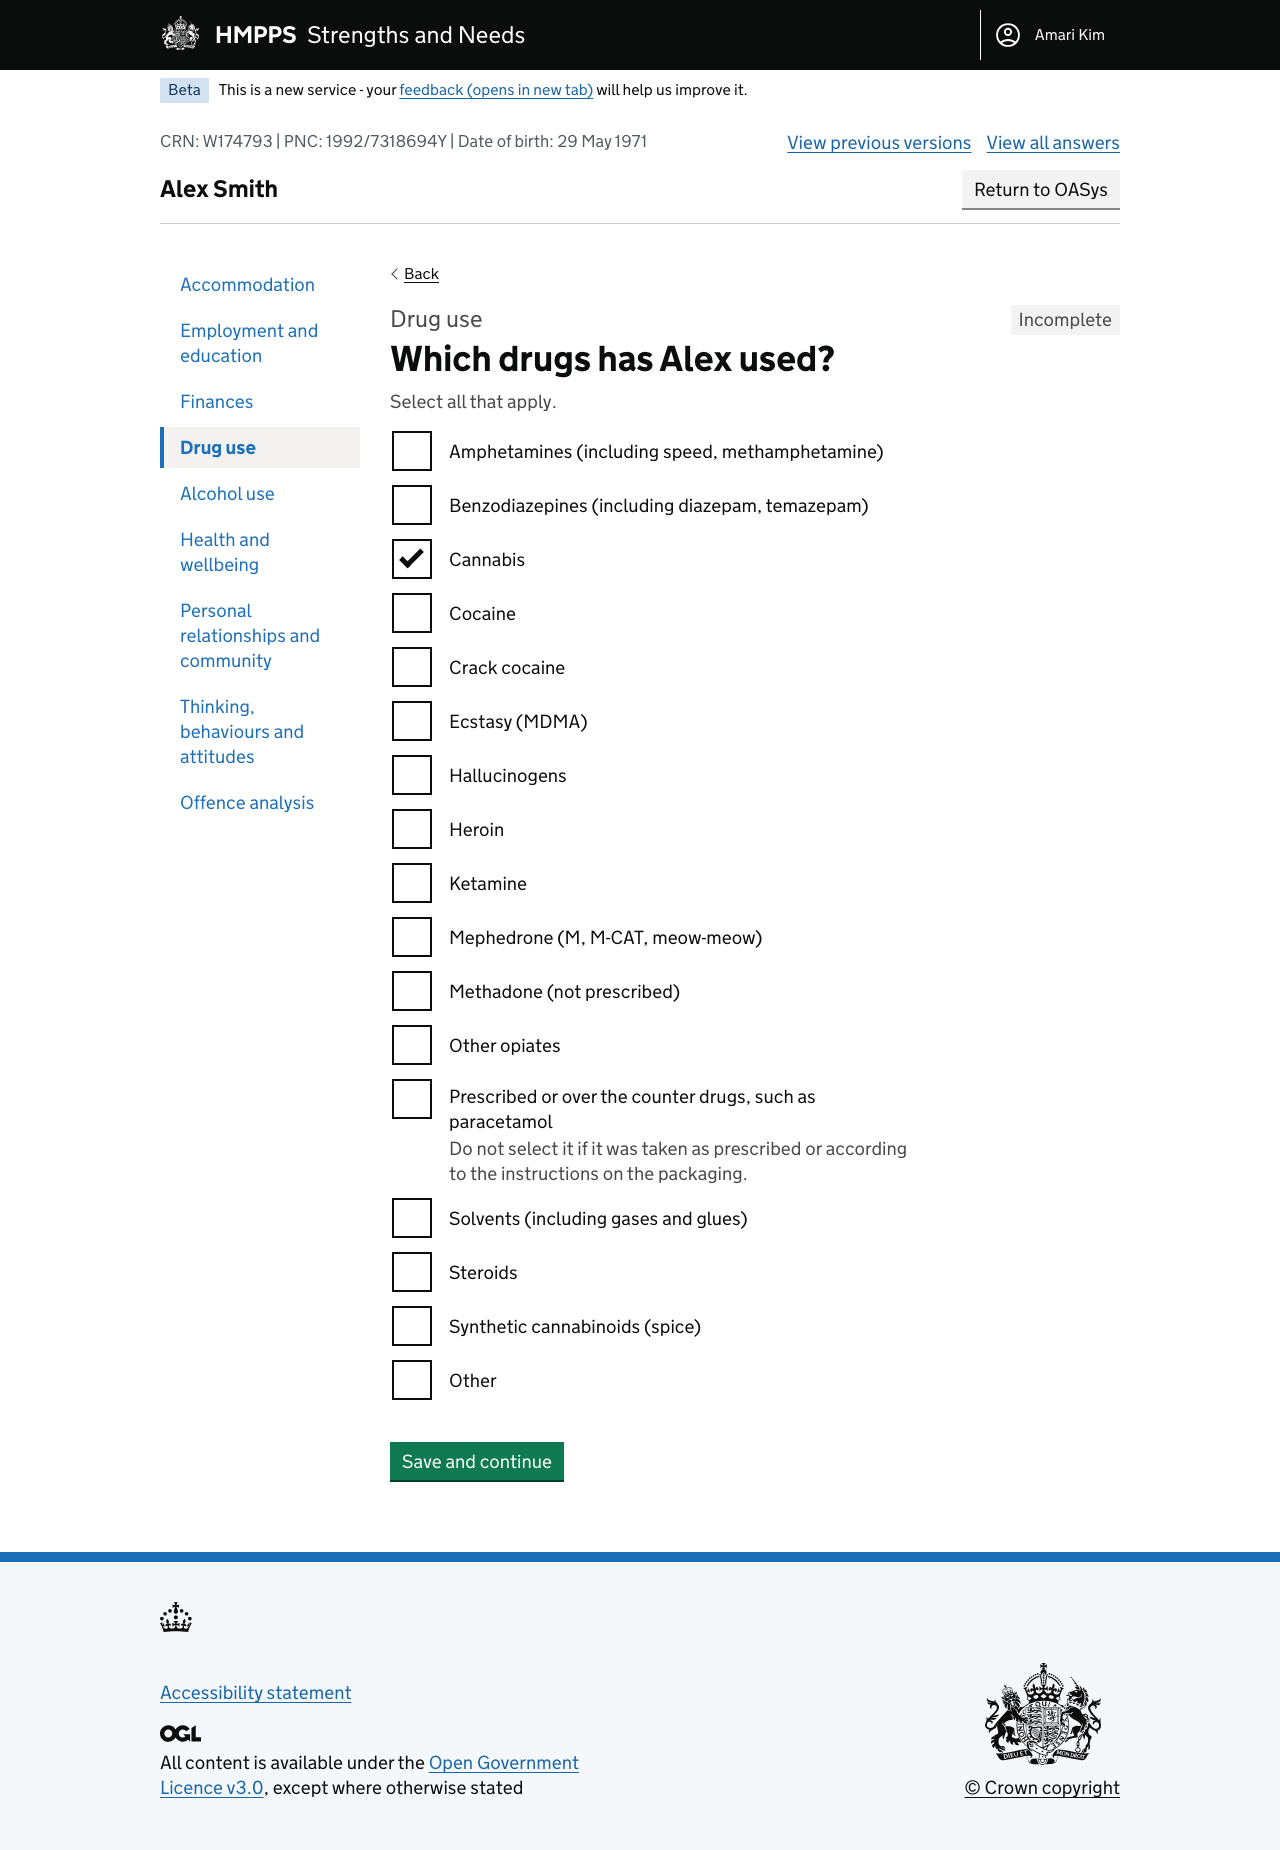 HMPPS Strengths and Needs
Amari Kim
Beta This is a new service - your feedback (opens in new tab) will help us improve it.
CRN: W174793 | PNC: 1992/7318694Y | Date of birth: 29 May 1971
View previous versions View all answers
Alex Smith
Return to OASys
Accommodation
Employment and
education
Finances
Drug use
Alcohol use
Health and
wellbeing
Personal
relationships and
community
Thinking,
behaviours and
attitudes
Offence analysis
Back
Drug use
Incomplete
Which drugs has Alex used?
Select all that apply.
Amphetamines (including speed, methamphetamine)
Benzodiazepines (including diazepam, temazepam)
Cannabis
Cocaine
Crack cocaine
Ecstasy (MDMA)
Hallucinogens
Heroin
Ketamine
Mephedrone (M, M-CAT, meow-meow)
Methadone (not prescribed)
Other opiates
Prescribed or over the counter drugs, such as
paracetamol
Do not select it if it was taken as prescribed or according
to the instructions on the packaging.
Solvents (including gases and glues)
Steroids
Synthetic cannabinoids (spice)
Other
Save and continue
Accessibility statement
OGL
All content is available under the Open Government
Licence v3.0, except where otherwise stated
DIEU ET MON DROIT
© Crown copyright